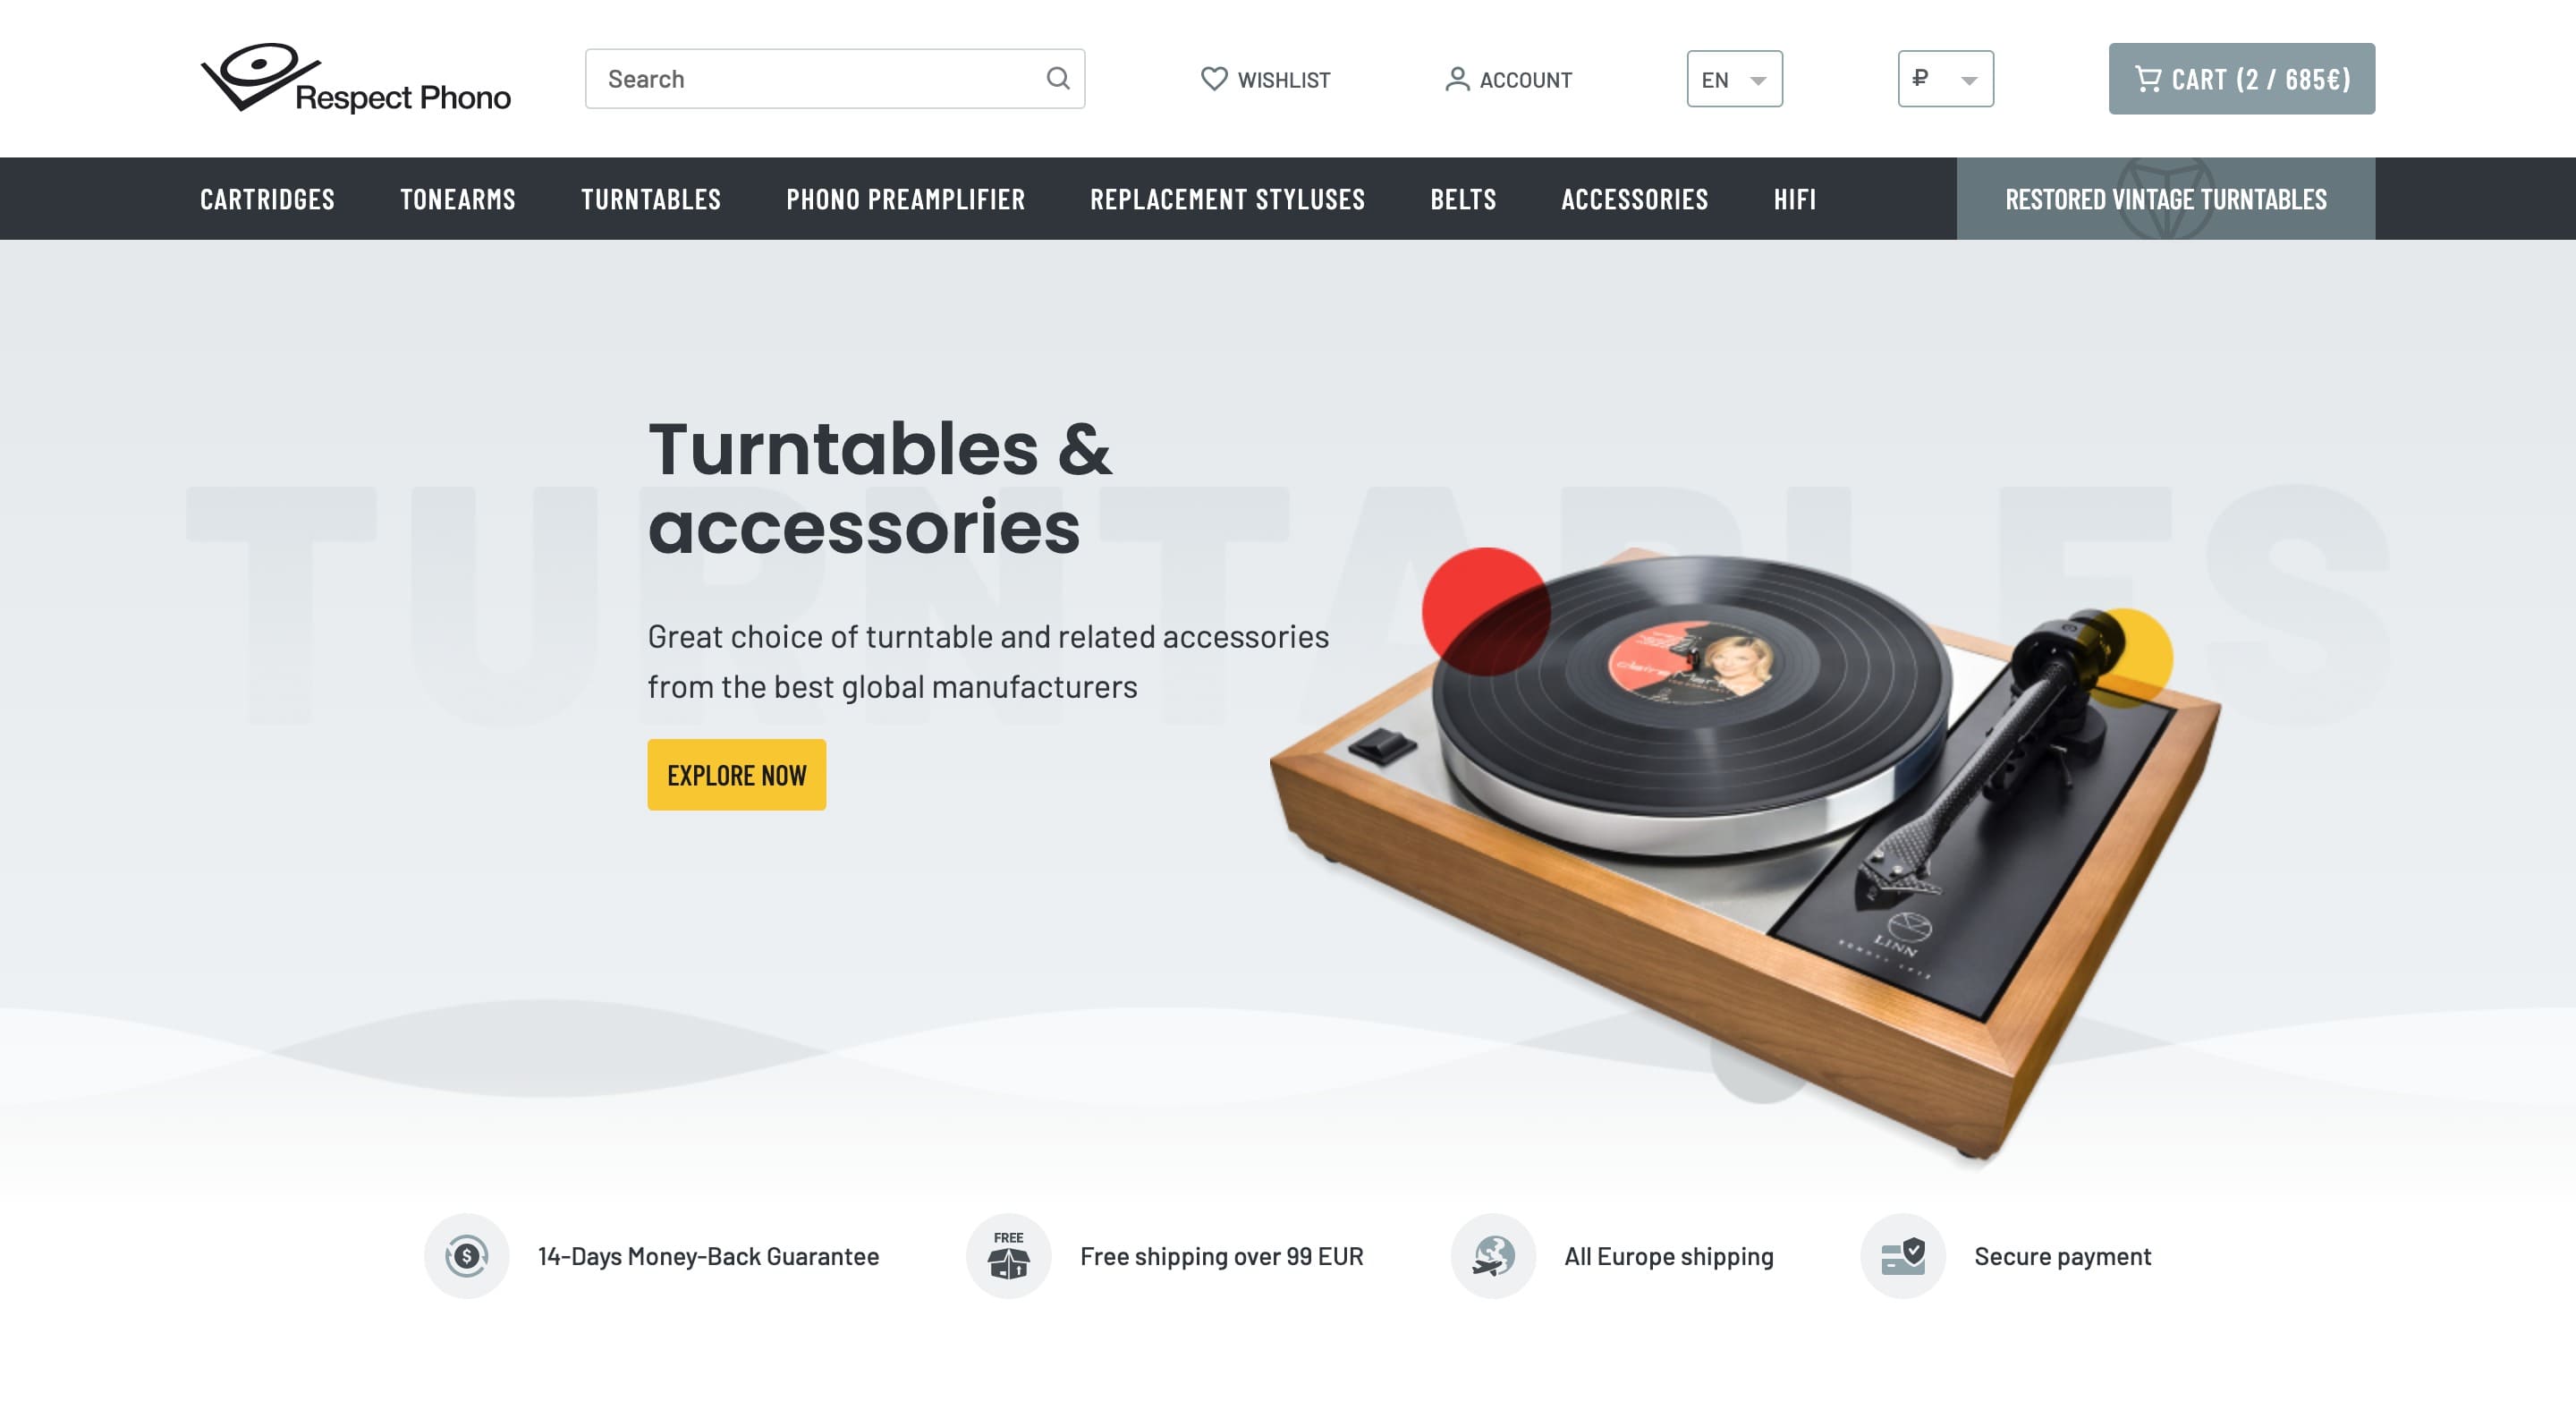 Respect Phono
Search
WISHLIST
ACCOUNT
EN
₽
CART (2 / 685€)
CARTRIDGES
TONEARMS
TURNTABLES
PHONO PREAMPLIFIER
REPLACEMENT STYLUSES
BELTS
ACCESSORIES
HIFI
RESTORED VINTAGE TURNTABLES
TURNTABLES
Turntables &
accessories
Great choice of turntable and related accessories
from the best global manufacturers
EXPLORE NOW
LINN
$
14-Days Money-Back Guarantee
FREE
Free shipping over 99 EUR
All Europe shipping
Secure payment